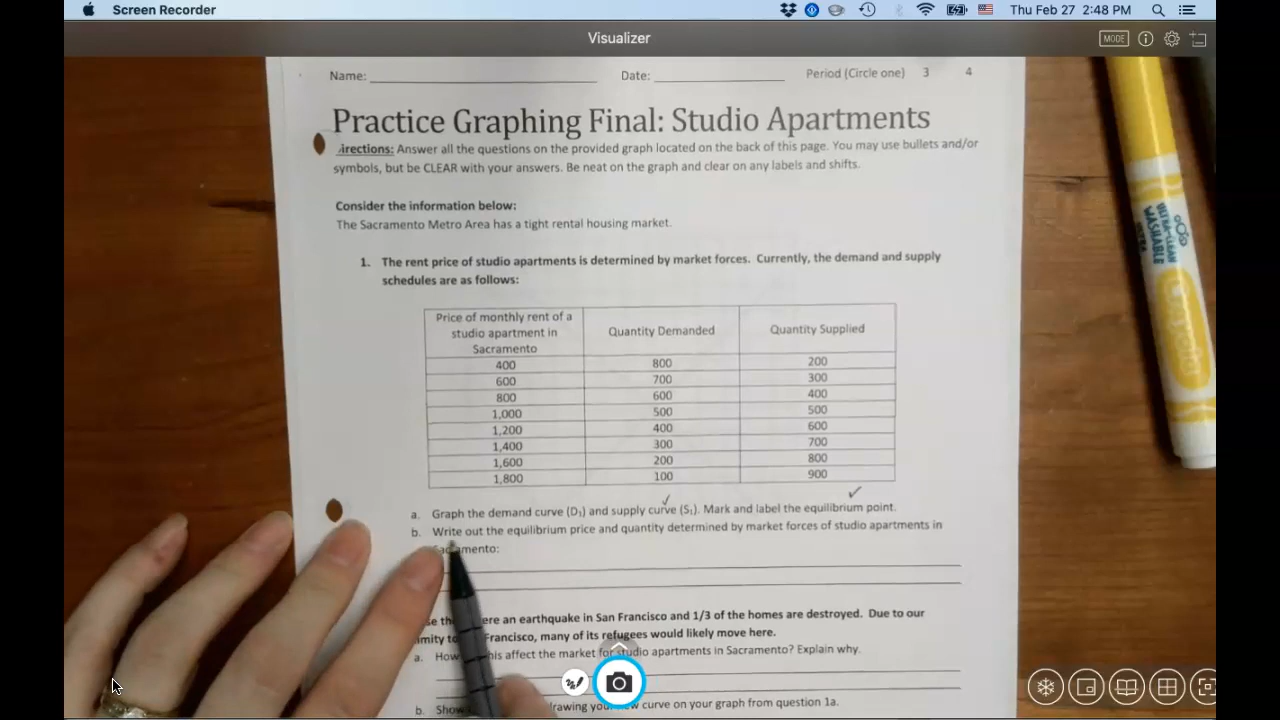 Screen Recorder
Thu Feb 27 2:48 PM
Visualizer
MODE
Name: Date: Period (Circle one) 3 4
Practice Graphing Final: Studio Apartments
irections: Answer all the questions on the provided graph located on the back of this page. You may use bullets and/or
symbols, but be CLEAR with your answers. Be neat on the graph and clear on any labels and shifts.
Consider the information below:
The Sacramento Metro Area has a tight rental housing market.
1. The rent price of studio apartments is determined by market forces. Currently, the demand and supply
schedules are as follows:
Price of monthly rent of a
studio apartment in
Sacramento
Quantity Demanded
Quantity Supplied
400 800 200
600 700 300
800 600 400
1,000 500 500
1,200 400 600
1,400 300 700
1,600 200 800
1,800 100 900
a. Graph the demand curve (D₁) and supply curve (S₁). Mark and label the equilibrium point.
b. Write out the equilibrium price and quantity determined by market forces of studio apartments in
Sacramento:
ere an earthquake in San Francisco and 1/3 of the homes are destroyed. Due to our
Francisco, many of its refugees would likely move here.
a. How his affect the market for studio apartments in Sacramento? Explain why.
b. Show rawing your new curve on your graph from question 1a.
ULTRA-CLEAN
WASHABLE
Crayola